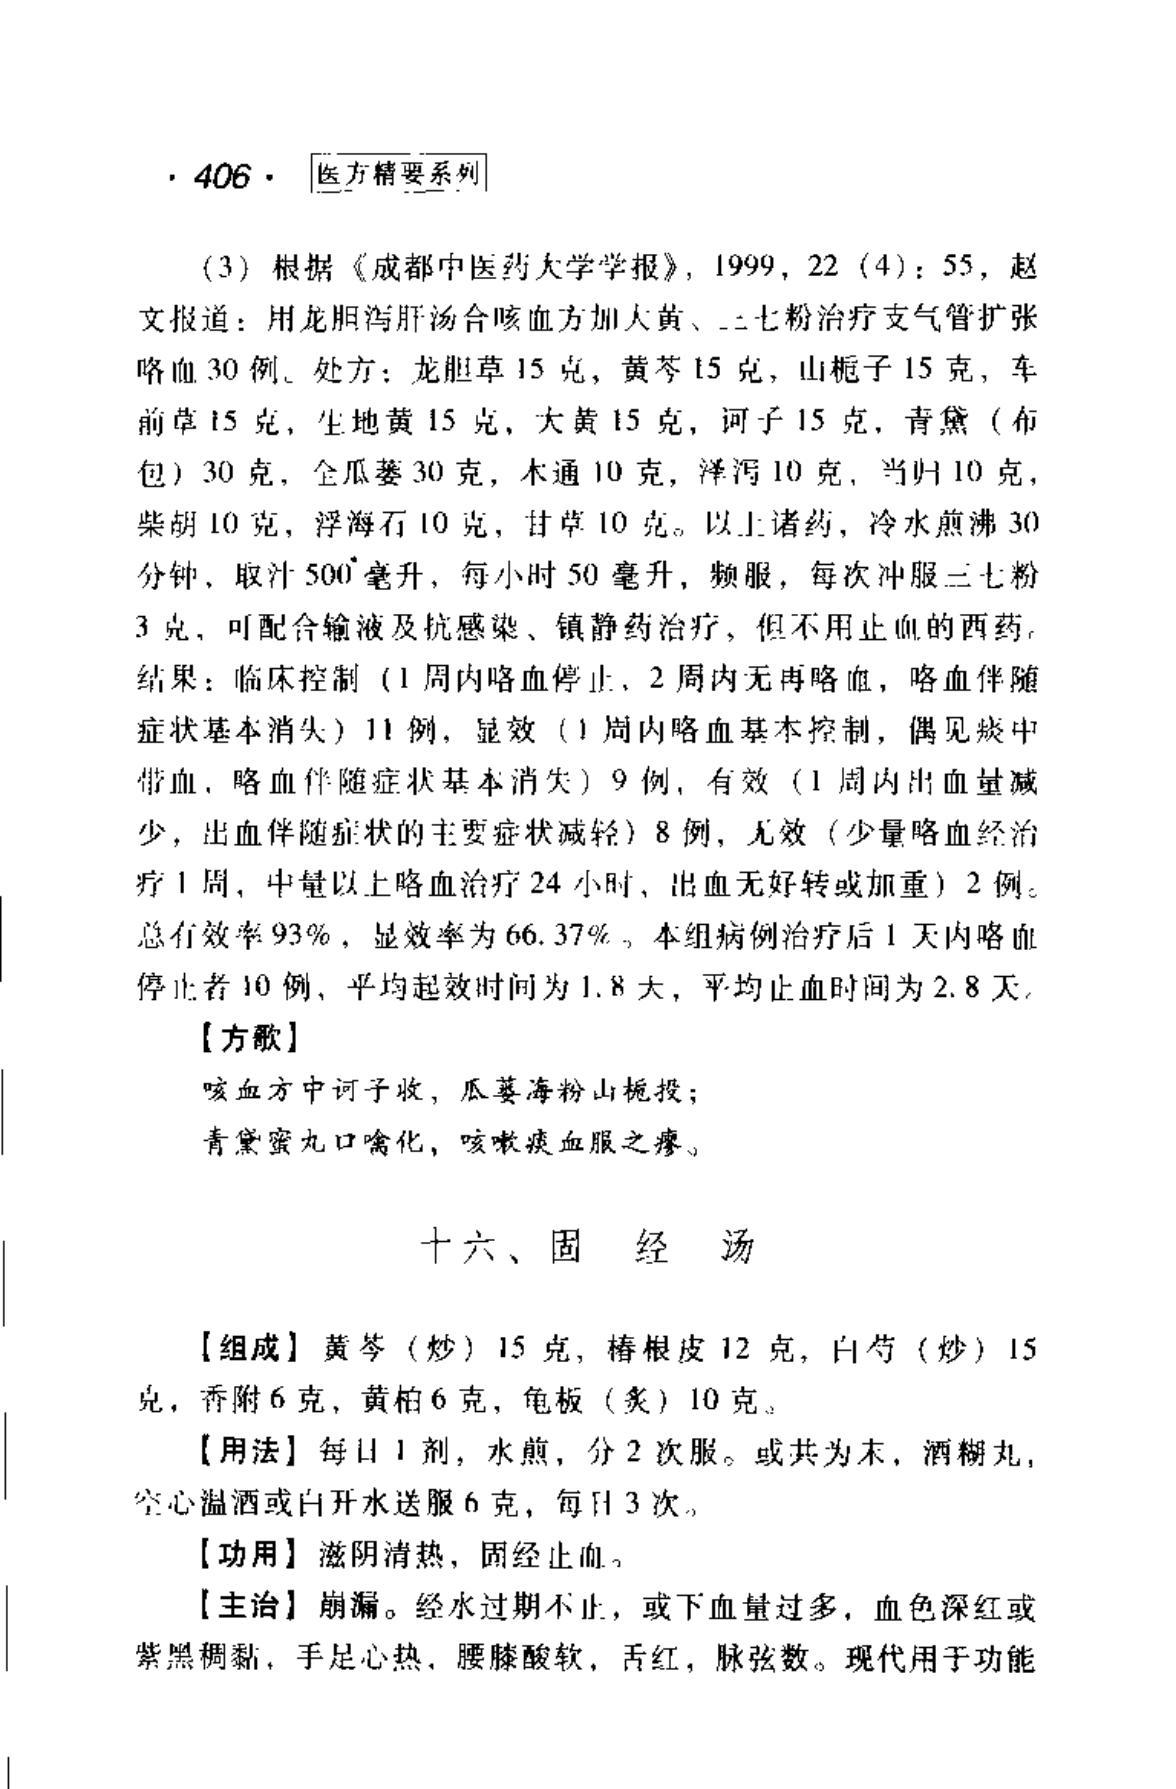 · 406 · 医方精要系列
(3) 根据《成都中医药大学学报》，1999，22（4）：55，赵
文报道：用龙胆泻肝汤合咳血方加大黄、三七粉治疗支气管扩张
咯血 30 例。处方：龙胆草 15 克，黄芩 15 克，山栀子 15 克，车
前草 15 克，生地黄 15 克，大黄 15 克，诃子 15 克，青黛（布
包）30 克，全瓜蒌 30 克，木通 10 克，泽泻 10 克，当归 10 克，
柴胡 10 克，浮海石 10 克，甘草 10 克。以上诸药，冷水煎沸 30
分钟，取汁 500 毫升，每小时 50 毫升，频服，每次冲服三七粉
3 克，可配合输液及抗感染、镇静药治疗，但不用止血的西药。
结果：临床控制（1 周内咯血停止，2 周内无再咯血，咯血伴随
症状基本消失）11 例，显效（1 周内咯血基本控制，偶见痰中
带血，咯血伴随症状基本消失）9 例，有效（1 周内出血量减
少，出血伴随症状的主要症状减轻）8 例，无效（少量咯血经治
疗 1 周，中量以上咯血治疗 24 小时，出血无好转或加重）2 例。
总有效率 93%，显效率为 66.37%。本组病例治疗后 1 天内咯血
停止者 10 例，平均起效时间为 1.8 天，平均止血时间为 2.8 天。
【方歌】
咳血方中诃子收，瓜蒌海粉山栀投；
青黛蜜丸口噙化，咳嗽痰血服之瘳。
十六、固 经 汤
【组成】黄芩（炒）15 克，椿根皮 12 克，白芍（炒）15
克，香附 6 克，黄柏 6 克，龟板（炙）10 克。
【用法】每日 1 剂，水煎，分 2 次服。或共为末，酒糊丸，
空心温酒或白开水送服 6 克，每日 3 次。
【功用】滋阴清热，固经止血。
【主治】崩漏。经水过期不止，或下血量过多，血色深红或
紫黑稠黏，手足心热，腰膝酸软，舌红，脉弦数。现代用于功能